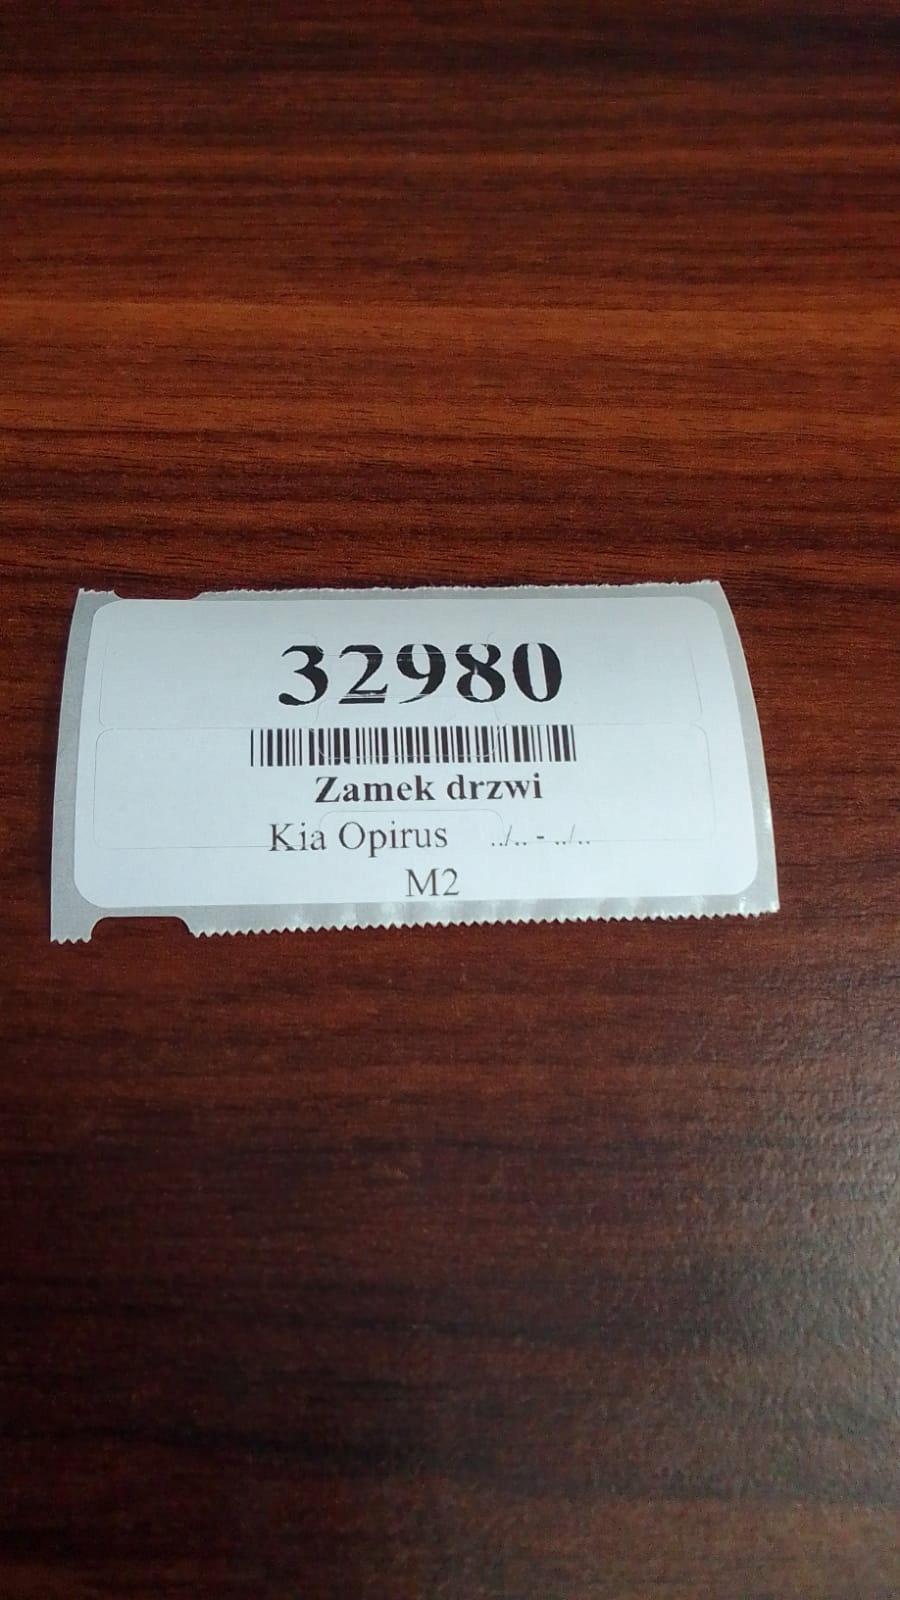 32980
Zamek drzwi
Kia Opirus ../.. - ../..
M2